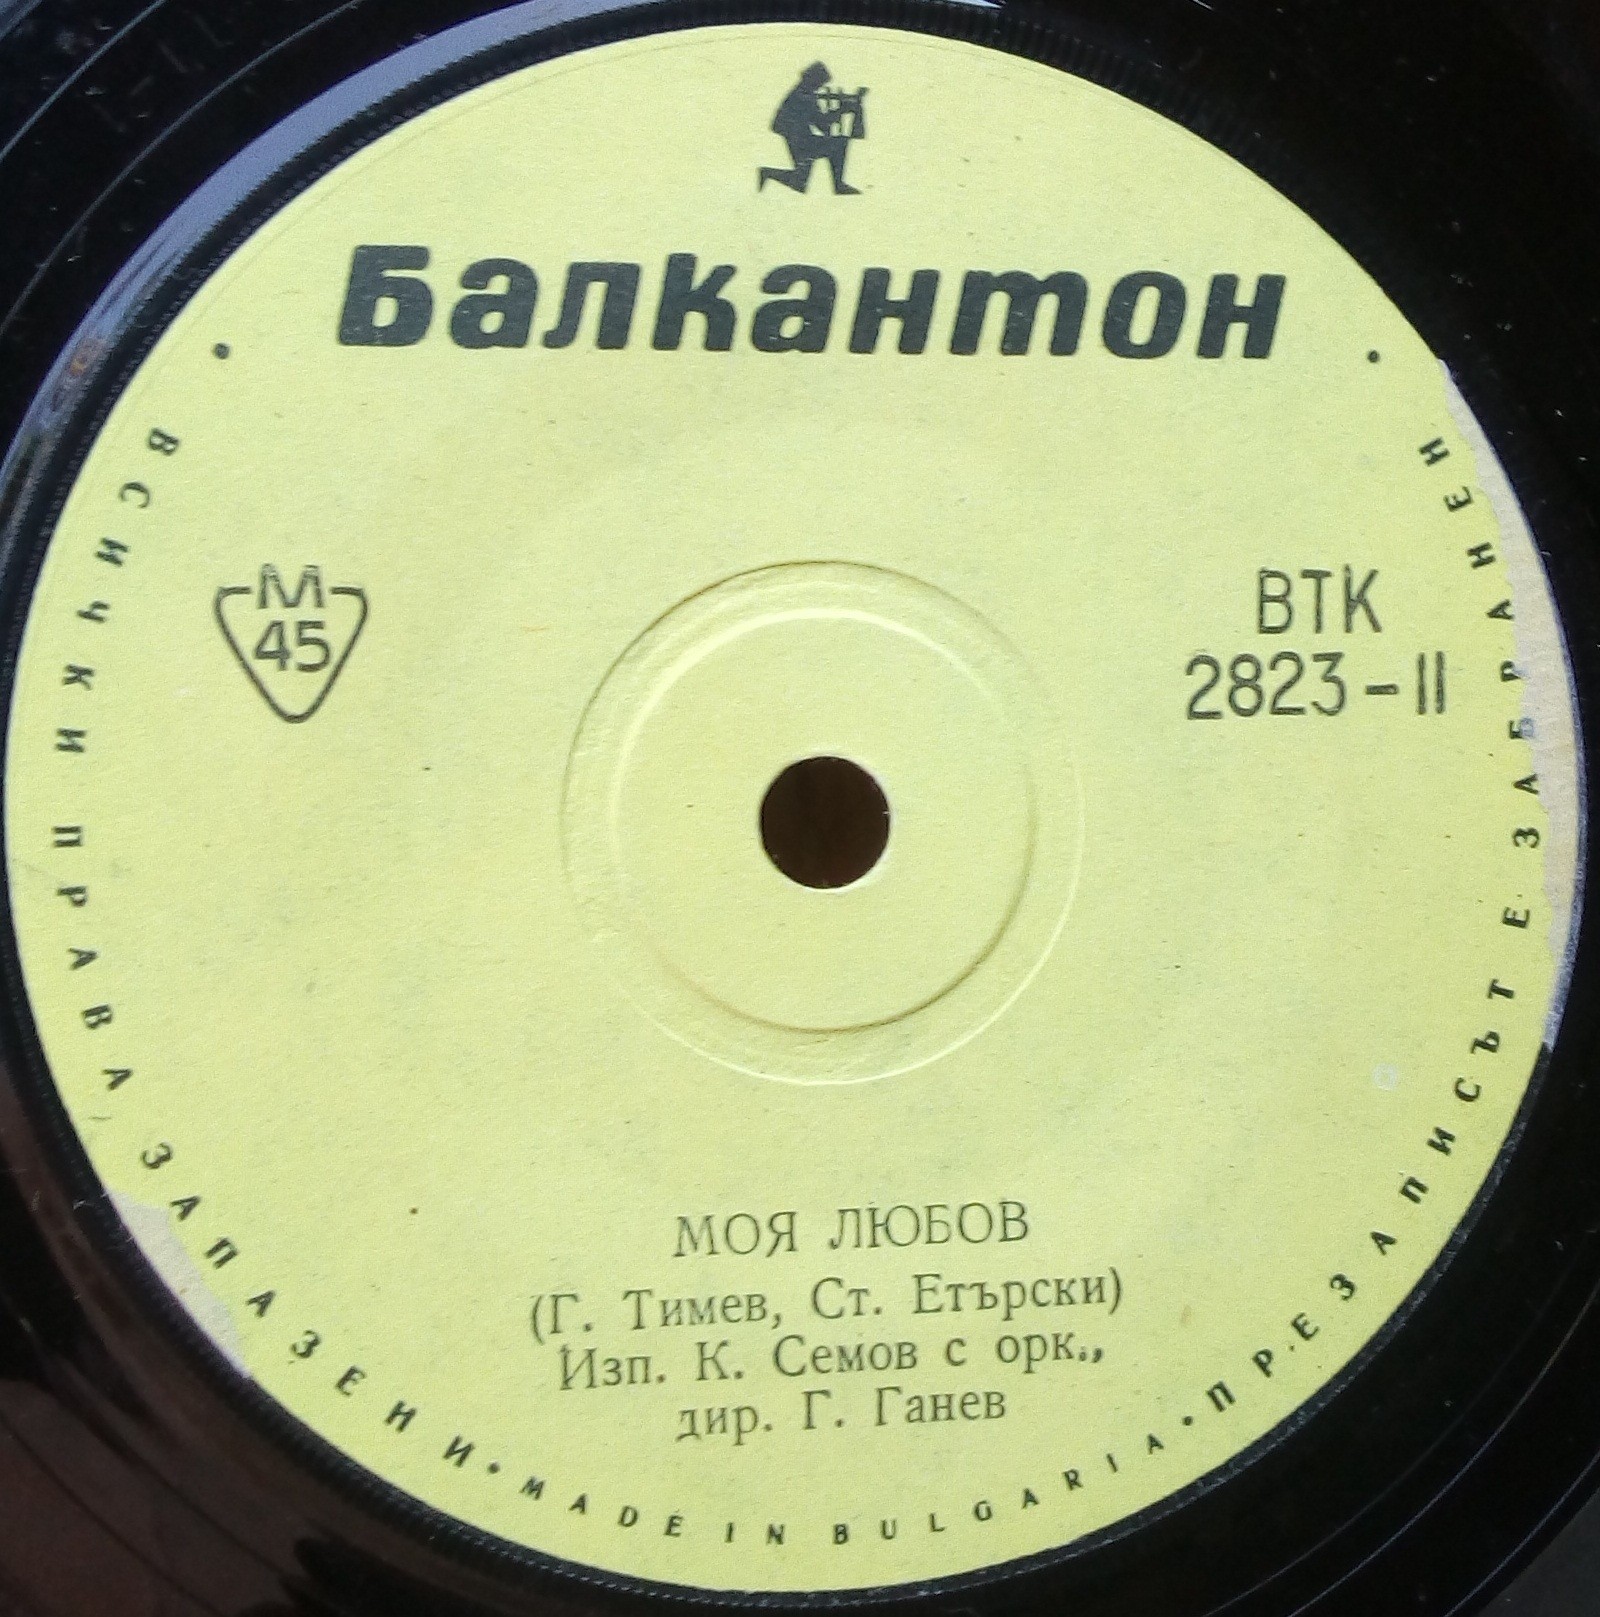 Балкантон
М
45
ВТК
2823-II
МОЯ ЛЮБОВ
(Г. Тимев, Ст. Етърски)
Изп. К. Семов с орк.,
дир. Г. Ганев
• ВСИЧКИ ПРАВА ЗАПАЗЕНИ • MADE IN BULGARIA • ПРЕЗАПИСЪТ Е ЗАБРАНЕН •